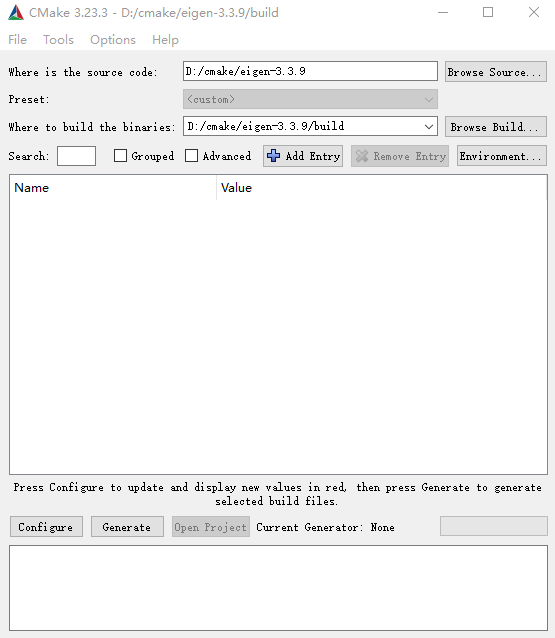 CMake 3.23.3 - D:/cmake/eigen-3.3.9/build
File Tools Options Help
Where is the source code: D:/cmake/eigen-3.3.9 Browse Source...
Preset: <custom>
Where to build the binaries: D:/cmake/eigen-3.3.9/build Browse Build...
Search: Grouped Advanced Add Entry Remove Entry Environment...
Name Value
Press Configure to update and display new values in red, then press Generate to generate
selected build files.
Configure Generate Open Project Current Generator: None